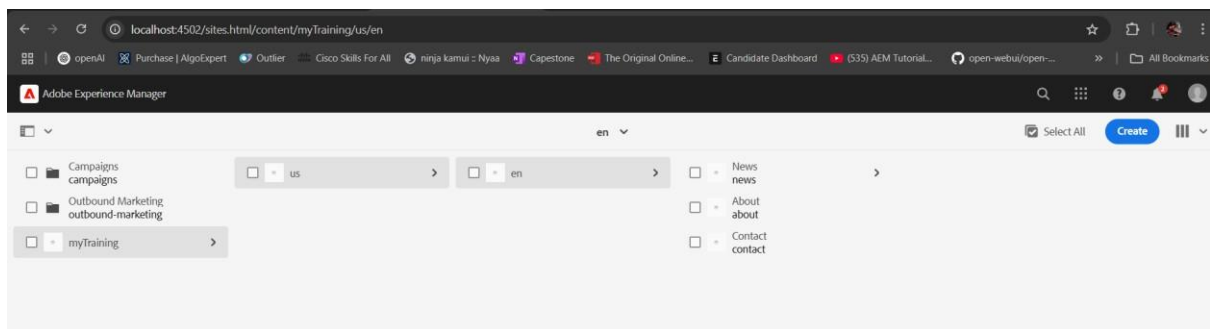 localhost:4502/sites.html/content/myTraining/us/en
openAI Purchase | AlgoExpert Outlier Cisco Skills For All ninja kamui :: Nyaa Capestone The Original Online... Candidate Dashboard (535) AEM Tutorial... open-webui/open-... » All Bookmarks
Adobe Experience Manager
en Select All Create
Campaigns
campaigns
Outbound Marketing
outbound-marketing
myTraining
us
en
News
news
About
about
Contact
contact